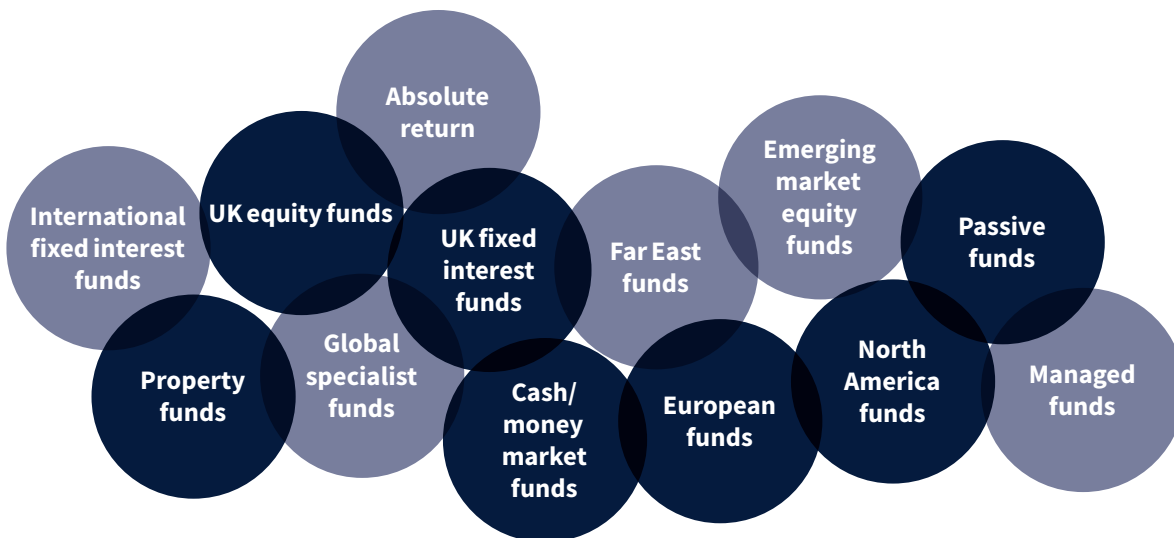 Absolute
return
International
fixed interest
funds
UK equity funds
UK fixed
interest
funds
Far East
funds
Emerging
market
equity
funds
Passive
funds
Property
funds
Global
specialist
funds
Cash/
money
market
funds
European
funds
North
America
funds
Managed
funds